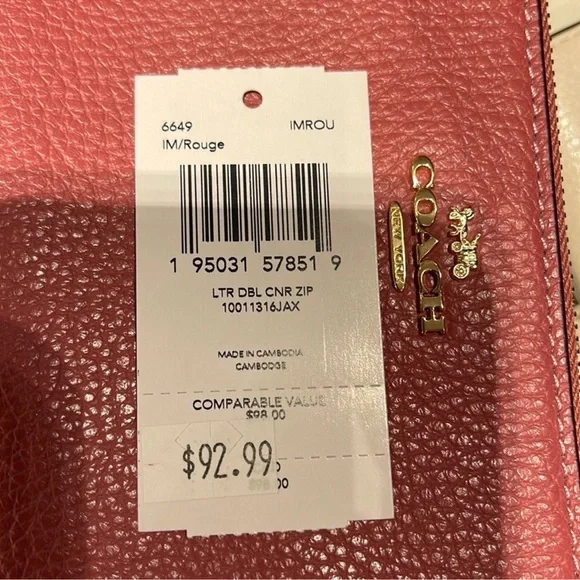 6649 IMROU
IM/Rouge
1 95031 57851 9
LTR DBL CNR ZIP
10011316JAX
MADE IN CAMBODIA
CAMBODGE
COMPARABLE VALUE
$98.00
$92.99
COACH
NEW YORK